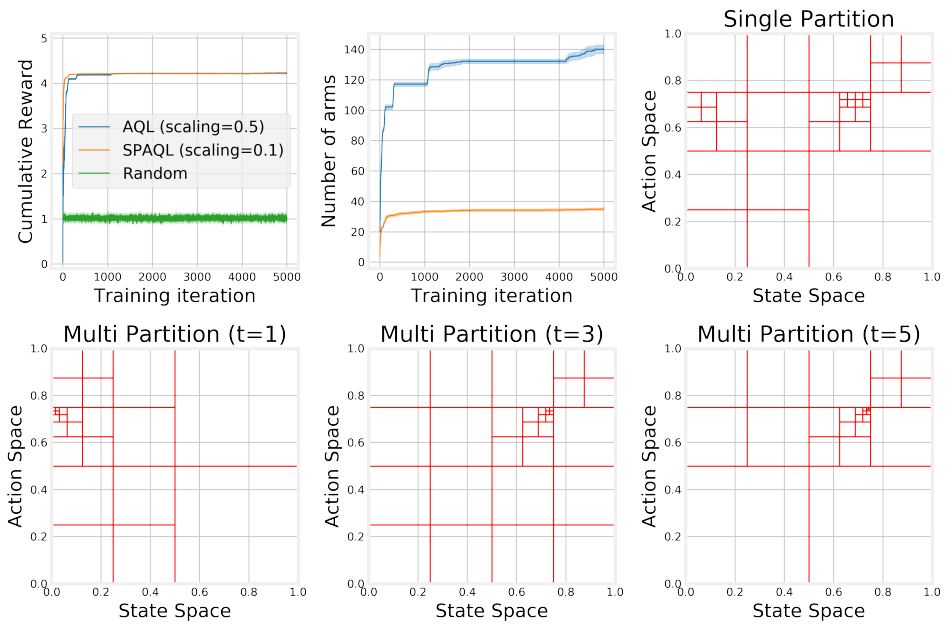 Cumulative Reward
5
4
3
2
1
0
AQL (scaling=0.5)
SPAQL (scaling=0.1)
Random
0 1000 2000 3000 4000 5000
Training iteration
Number of arms
140
120
100
80
60
40
20
0
0 1000 2000 3000 4000 5000
Training iteration
Single Partition
Action Space
1.0
0.8
0.6
0.4
0.2
0.0
0.0 0.2 0.4 0.6 0.8 1.0
State Space
Multi Partition (t=1)
Action Space
1.0
0.8
0.6
0.4
0.2
0.0
0.0 0.2 0.4 0.6 0.8 1.0
State Space
Multi Partition (t=3)
Action Space
1.0
0.8
0.6
0.4
0.2
0.0
0.0 0.2 0.4 0.6 0.8 1.0
State Space
Multi Partition (t=5)
Action Space
1.0
0.8
0.6
0.4
0.2
0.0
0.0 0.2 0.4 0.6 0.8 1.0
State Space